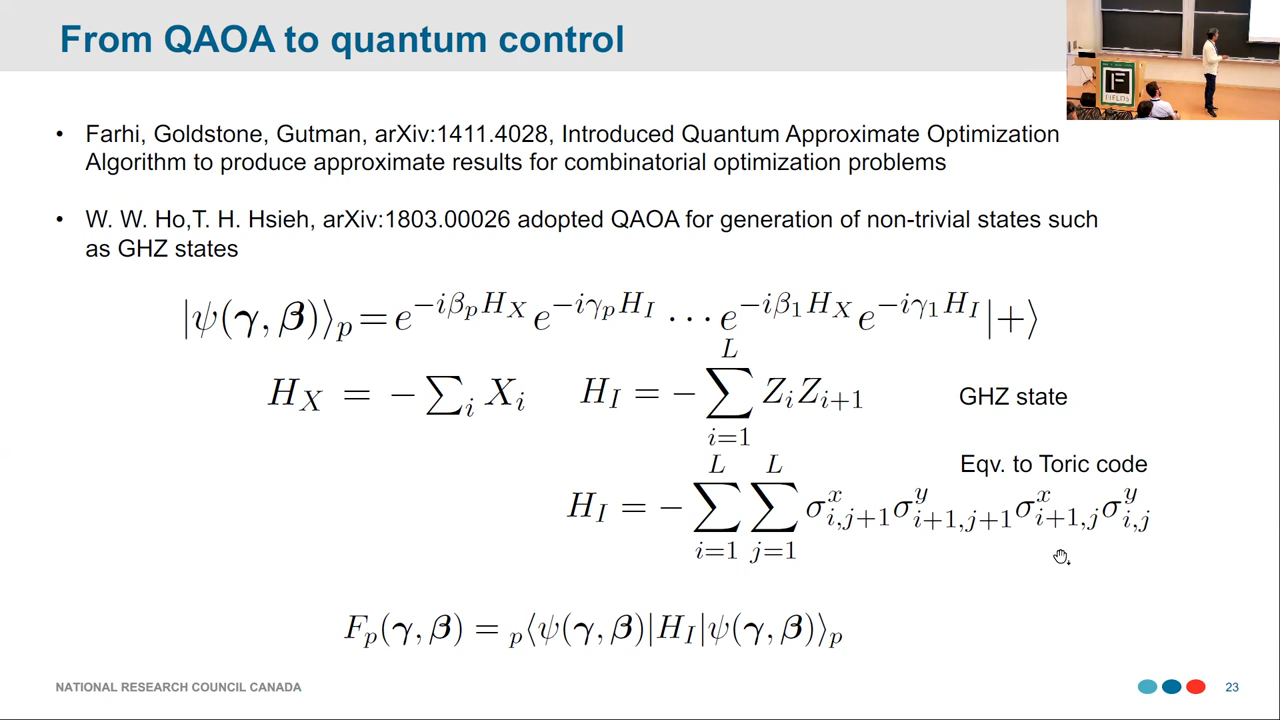 From QAOA to quantum control
FIELDS
• Farhi, Goldstone, Gutman, arXiv:1411.4028, Introduced Quantum Approximate Optimization
Algorithm to produce approximate results for combinatorial optimization problems
• W. W. Ho,T. H. Hsieh, arXiv:1803.00026 adopted QAOA for generation of non-trivial states such
as GHZ states
|ψ(γ, β)⟩_p = e^{-iβ_p H_X} e^{-iγ_p H_I} ⋯ e^{-iβ_1 H_X} e^{-iγ_1 H_I} |+⟩
H_X = − ∑_i X_i H_I = − ∑_{i=1}^{L} Z_i Z_{i+1} GHZ state
Eqv. to Toric code
H_I = − ∑_{i=1}^{L} ∑_{j=1}^{L} σ^x_{i,j+1} σ^y_{i+1,j+1} σ^x_{i+1,j} σ^y_{i,j}
F_p(γ, β) = _p⟨ψ(γ, β)|H_I|ψ(γ, β)⟩_p
NATIONAL RESEARCH COUNCIL CANADA
23